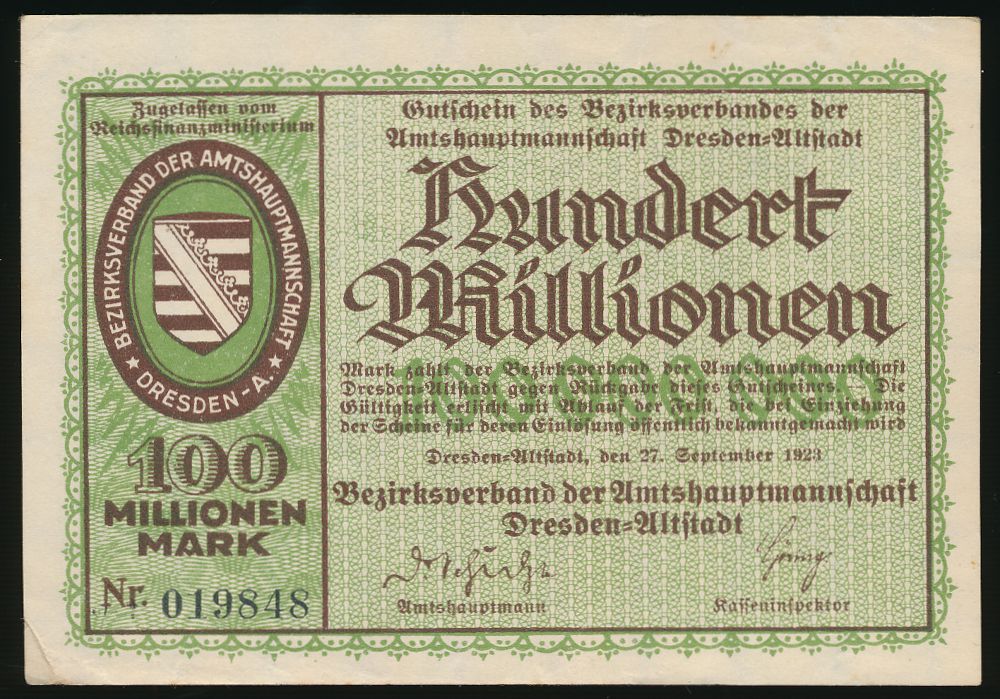 Zugelassen vom
Reichsfinanzministerium
BEZIRKSVERBAND DER AMTSHAUPTMANNSCHAFT
★ DRESDEN-A. ★
100
MILLIONEN
MARK
Nr. 019848
Gutschein des Bezirksverbandes der
Amtshauptmannschaft Dresden-Altstadt
Hundert
Millionen
100000000
Mark zahlt der Bezirksverband der Amtshauptmannschaft
Dresden-Altstadt gegen Rückgabe dieses Gutscheines. Die
Gültigkeit erlischt mit Ablauf der Frist, die bei Einziehung
der Scheine für deren Einlösung öffentlich bekanntgemacht wird
Dresden-Altstadt, den 27. September 1923
Bezirksverband der Amtshauptmannschaft
Dresden-Altstadt
Amtshauptmann
Kasseninspektor